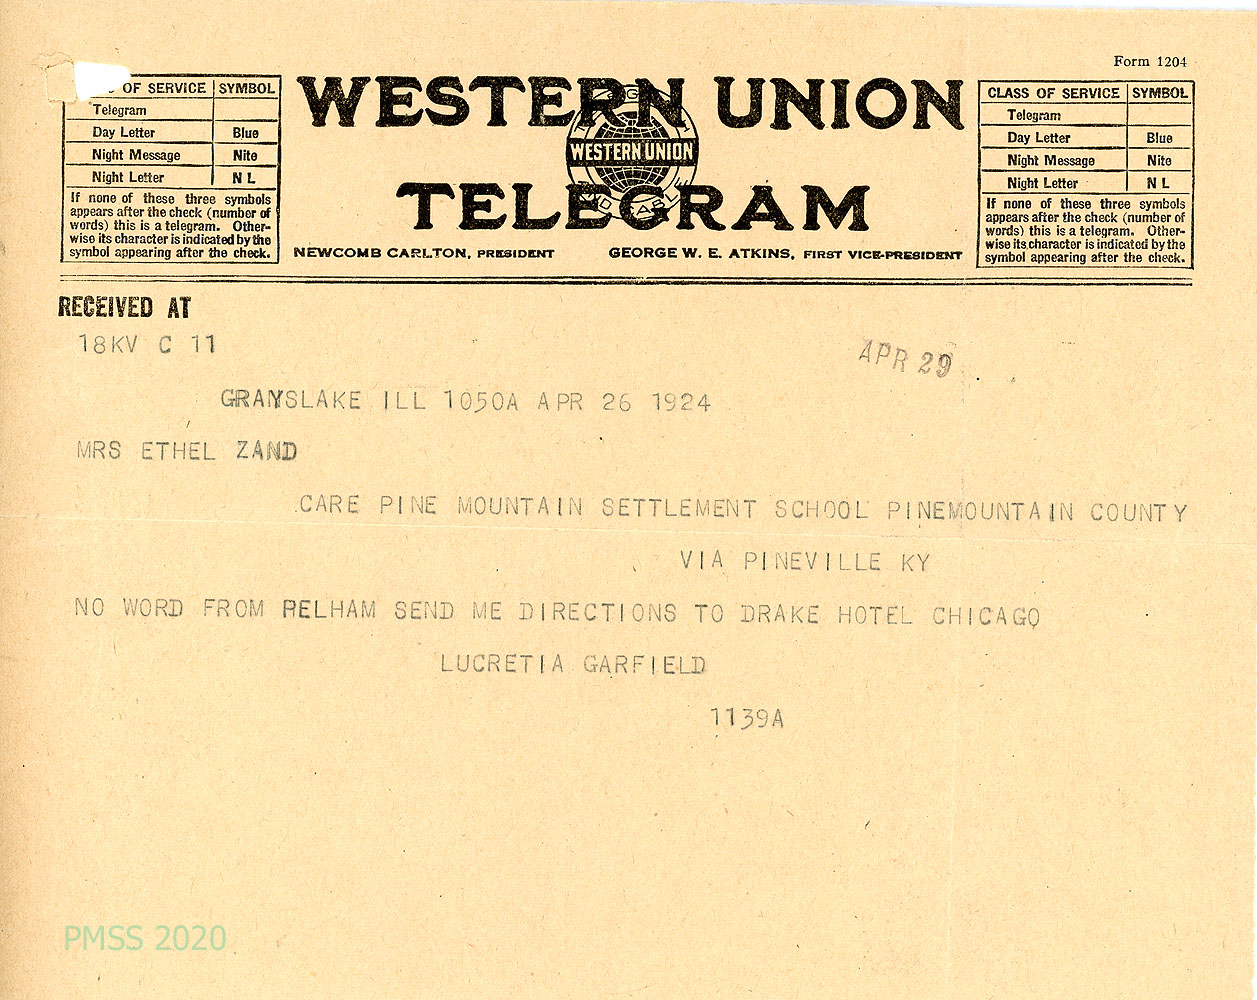 Form 1204
OF SERVICE SYMBOL
Telegram
Day Letter Blue
Night Message Nite
Night Letter N L
If none of these three symbols
appears after the check (number of
words) this is a telegram. Other-
wise its character is indicated by the
symbol appearing after the check.
WESTERN UNION
WESTERN UNION
TELEGRAM
NEWCOMB CARLTON, PRESIDENT GEORGE W. E. ATKINS, FIRST VICE-PRESIDENT
CLASS OF SERVICE SYMBOL
Telegram
Day Letter Blue
Night Message Nite
Night Letter N L
If none of these three symbols
appears after the check (number of
words) this is a telegram. Other-
wise its character is indicated by the
symbol appearing after the check.
RECEIVED AT
18KV C 11
APR 29
GRAYSLAKE ILL 1050A APR 26 1924
MRS ETHEL ZAND
CARE PINE MOUNTAIN SETTLEMENT SCHOOL PINEMOUNTAIN COUNTY
VIA PINEVILLE KY
NO WORD FROM PELHAM SEND ME DIRECTIONS TO DRAKE HOTEL CHICAGO
LUCRETIA GARFIELD
1139A
PMSS 2020